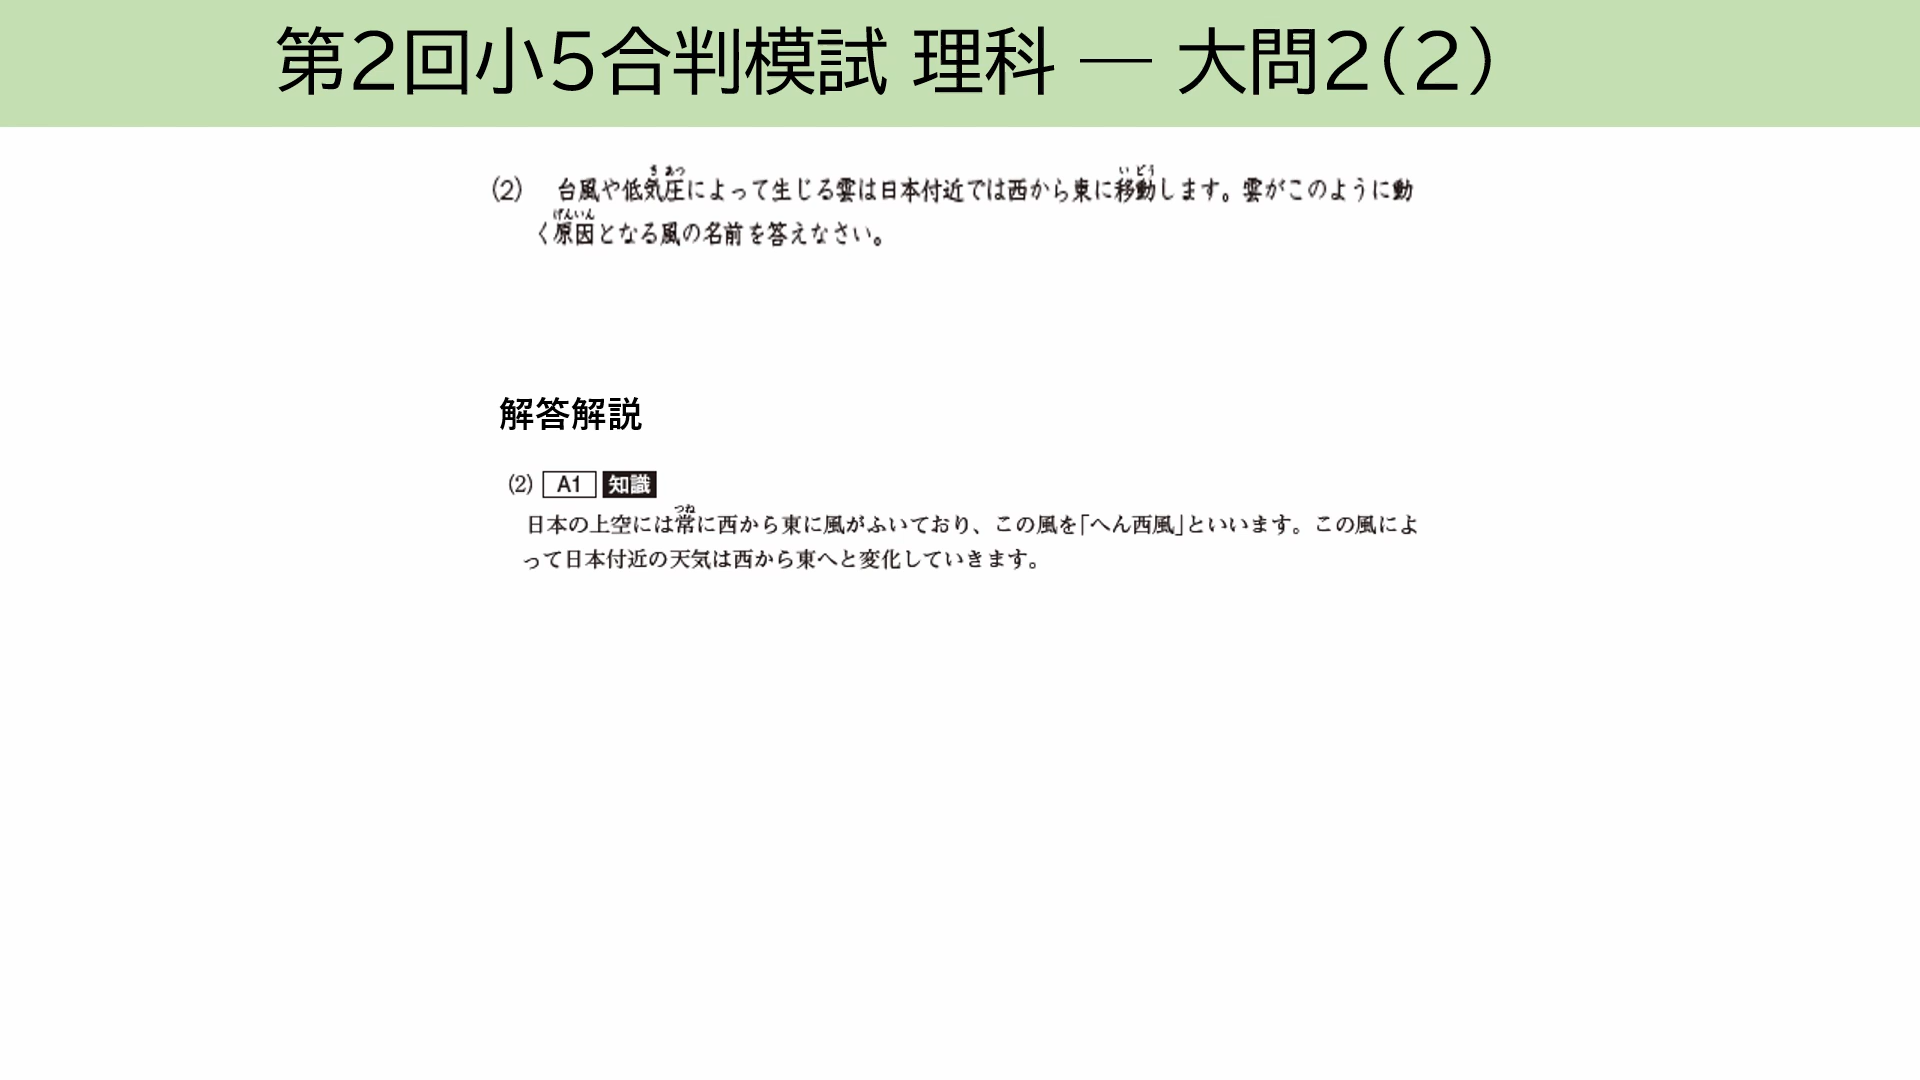 第2回小5合判模試 理科 ― 大問2(2)
(2) 台風や低気圧によって生じる雲は日本付近では西から東に移動します。雲がこのように動
く原因となる風の名前を答えなさい。
解答解説
(2) A1 知識
日本の上空には常に西から東に風がふいており、この風を「へん西風」といいます。この風によ
って日本付近の天気は西から東へと変化していきます。